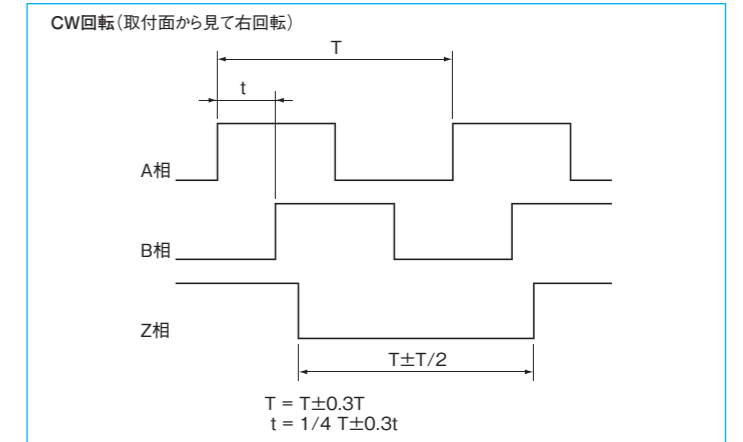 CW回転（取付面から見て右回転）
T
t
A相
B相
Z相
T±T/2
T = T±0.3T
t = 1/4 T±0.3t